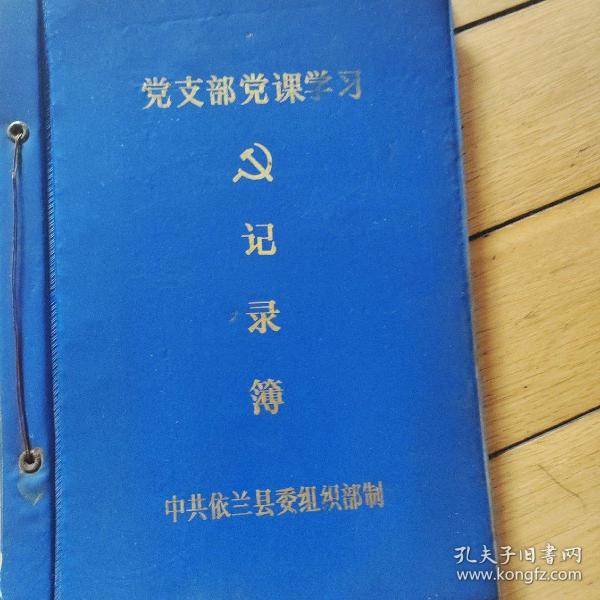 党支部党课学习
记
录
簿
中共依兰县委组织部制
孔夫子旧书网
www.kongfz.com